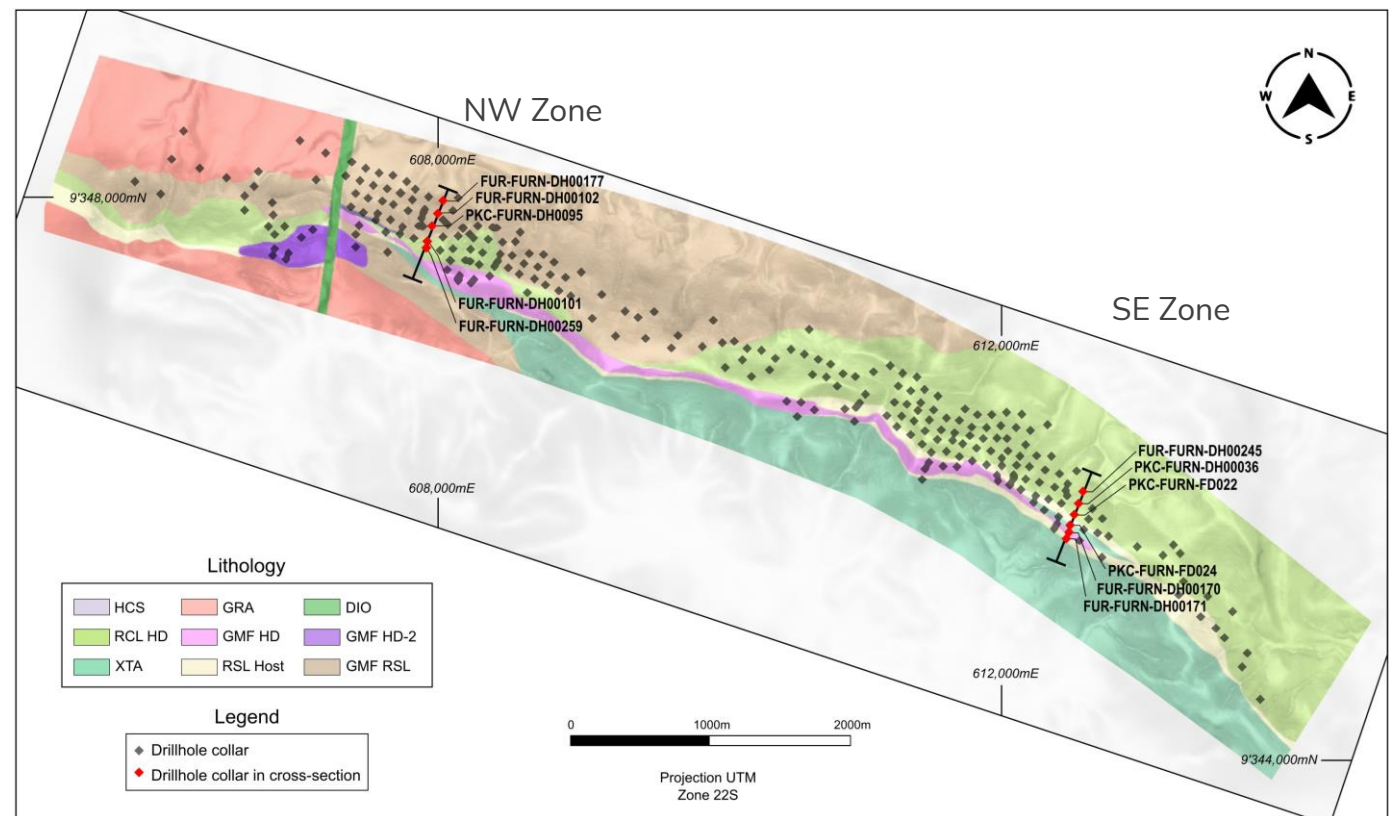 NW Zone
N
W
E
S
608,000mE
FUR-FURN-DH00177
FUR-FURN-DH00102
PKC-FURN-DH0095
9'348,000mN
FUR-FURN-DH00101
FUR-FURN-DH00259
SE Zone
612,000mE
FUR-FURN-DH00245
PKC-FURN-DH00036
PKC-FURN-FD022
608,000mE
PKC-FURN-FD024
FUR-FURN-DH00170
FUR-FURN-DH00171
Lithology
HCS GRA DIO
RCL HD GMF HD GMF HD-2
XTA RSL Host GMF RSL
612,000mE
Legend
Drillhole collar
Drillhole collar in cross-section
0 1000m 2000m
Projection UTM
Zone 22S
9'344,000mN